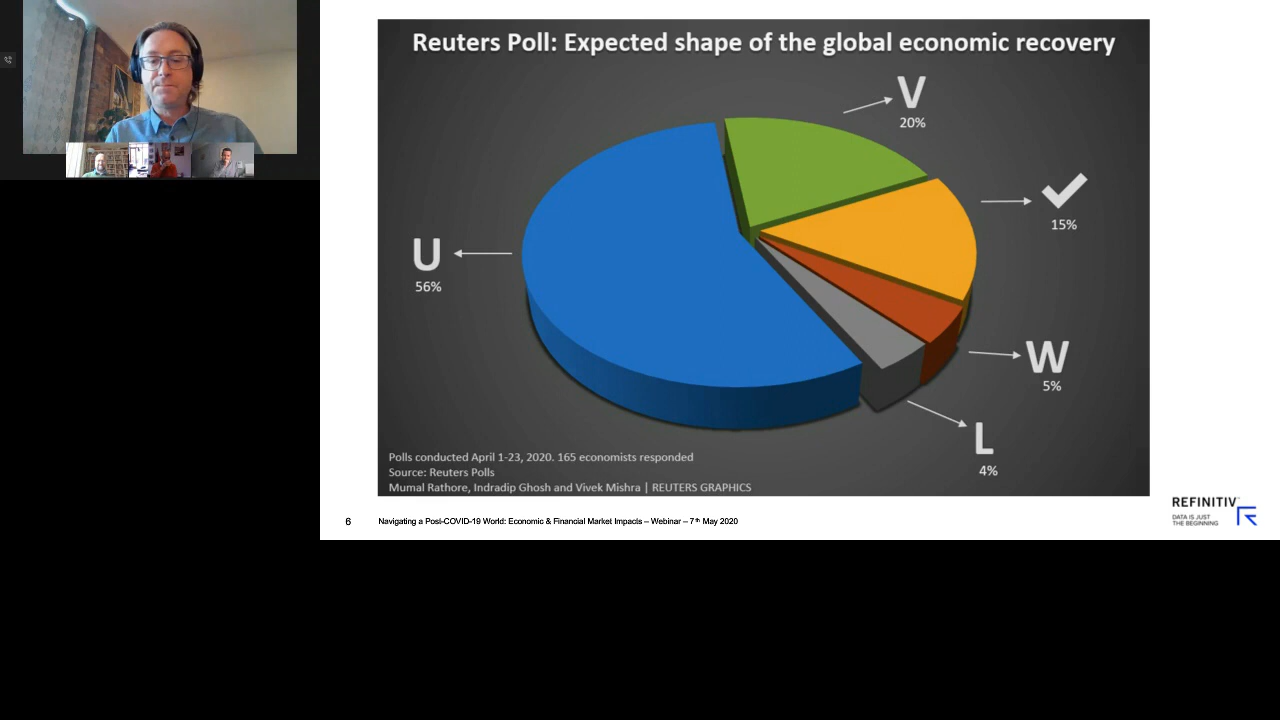 Reuters Poll: Expected shape of the global economic recovery
V
20%
15%
U
56%
W
5%
L
4%
Polls conducted April 1-23, 2020. 165 economists responded
Source: Reuters Polls
Mumal Rathore, Indradip Ghosh and Vivek Mishra | REUTERS GRAPHICS
6
Navigating a Post-COVID-19 World: Economic & Financial Market Impacts – Webinar – 7th May 2020
REFINITIV
DATA IS JUST
THE BEGINNING